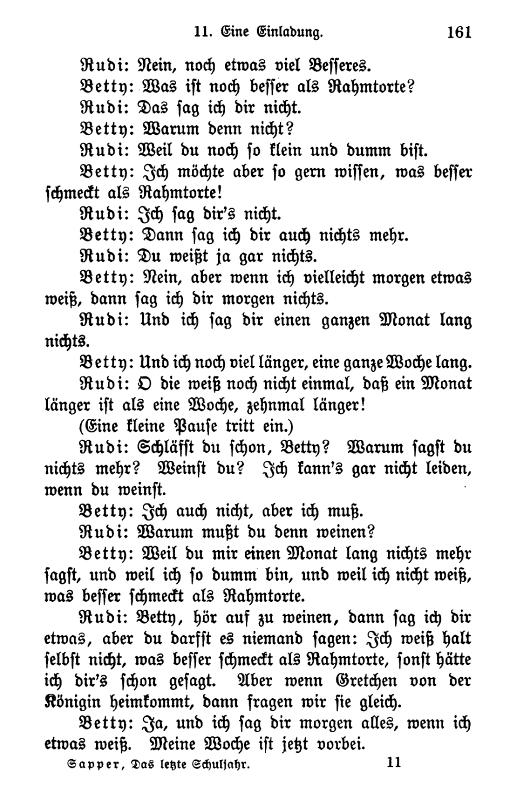 11. Eine Einladung. 161
Rudi: Nein, noch etwas viel Besseres.
Betty: Was ist noch besser als Rahmtorte?
Rudi: Das sag ich dir nicht.
Betty: Warum denn nicht?
Rudi: Weil du noch so klein und dumm bist.
Betty: Ich möchte aber so gern wissen, was besser
schmeckt als Rahmtorte!
Rudi: Ich sag dir's nicht.
Betty: Dann sag ich dir auch nichts mehr.
Rudi: Du weißt ja gar nichts.
Betty: Nein, aber wenn ich vielleicht morgen etwas
weiß, dann sag ich dir morgen nichts.
Rudi: Und ich sag dir einen ganzen Monat lang
nichts.
Betty: Und ich noch viel länger, eine ganze Woche lang.
Rudi: O die weiß noch nicht einmal, daß ein Monat
länger ist als eine Woche, zehnmal länger!
(Eine kleine Pause tritt ein.)
Rudi: Schläfst du schon, Betty? Warum sagst du
nichts mehr? Weinst du? Ich kann's gar nicht leiden,
wenn du weinst.
Betty: Ich auch nicht, aber ich muß.
Rudi: Warum mußt du denn weinen?
Betty: Weil du mir einen Monat lang nichts mehr
sagst, und weil ich so dumm bin, und weil ich nicht weiß,
was besser schmeckt als Rahmtorte.
Rudi: Betty, hör auf zu weinen, dann sag ich dir
etwas, aber du darfst es niemand sagen: Ich weiß halt
selbst nicht, was besser schmeckt als Rahmtorte, sonst hätte
ich dir's schon gesagt. Aber wenn Gretchen von der
Königin heimkommt, dann fragen wir sie gleich.
Betty: Ja, und ich sag dir morgen alles, wenn ich
etwas weiß. Meine Woche ist jetzt vorbei.
Sapper, Das letzte Schuljahr. 11